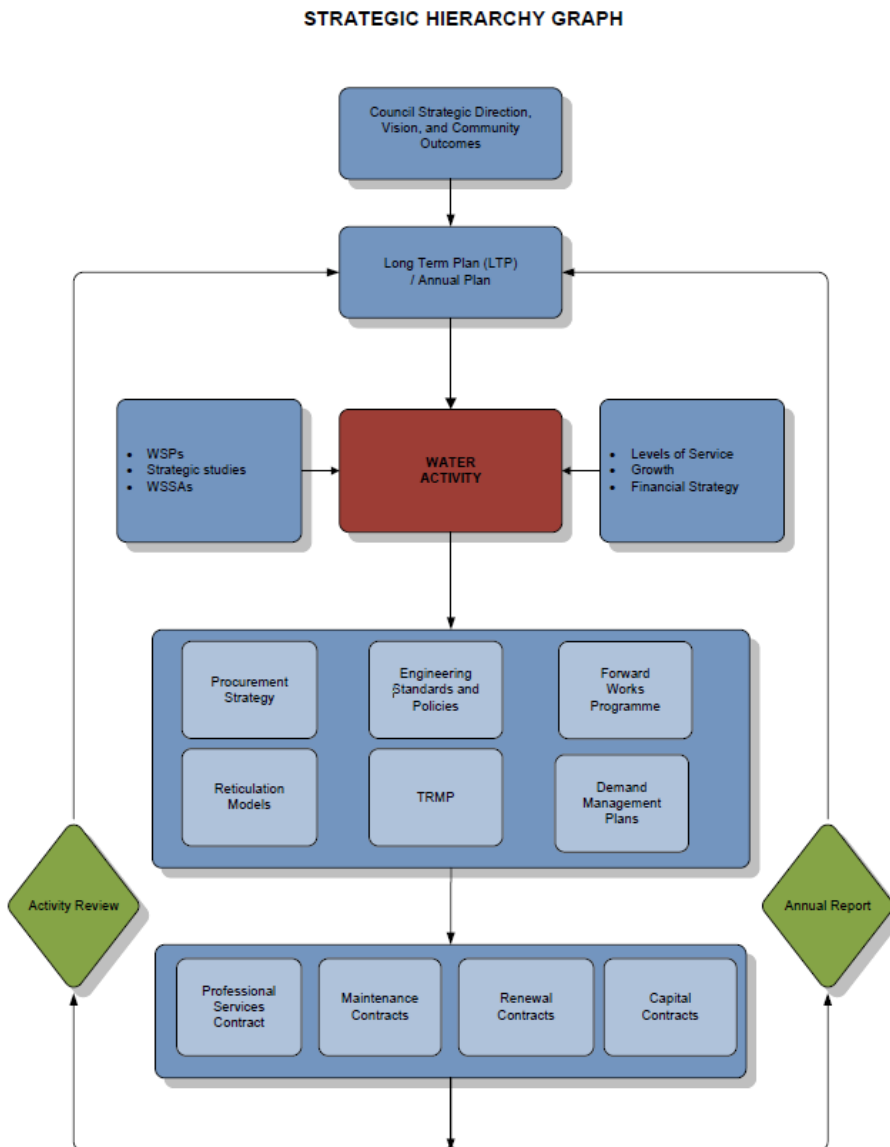 STRATEGIC HIERARCHY GRAPH
Council Strategic Direction,
Vision, and Community
Outcomes
Long Term Plan (LTP)
/ Annual Plan
• WSPs
• Strategic studies
• WSSAs
WATER
ACTIVITY
• Levels of Service
• Growth
• Financial Strategy
Procurement
Strategy
Engineering
Standards and
Policies
Forward
Works
Programme
Reticulation
Models
TRMP
Demand
Management
Plans
Activity Review
Annual Report
Professional
Services
Contract
Maintenance
Contracts
Renewal
Contracts
Capital
Contracts